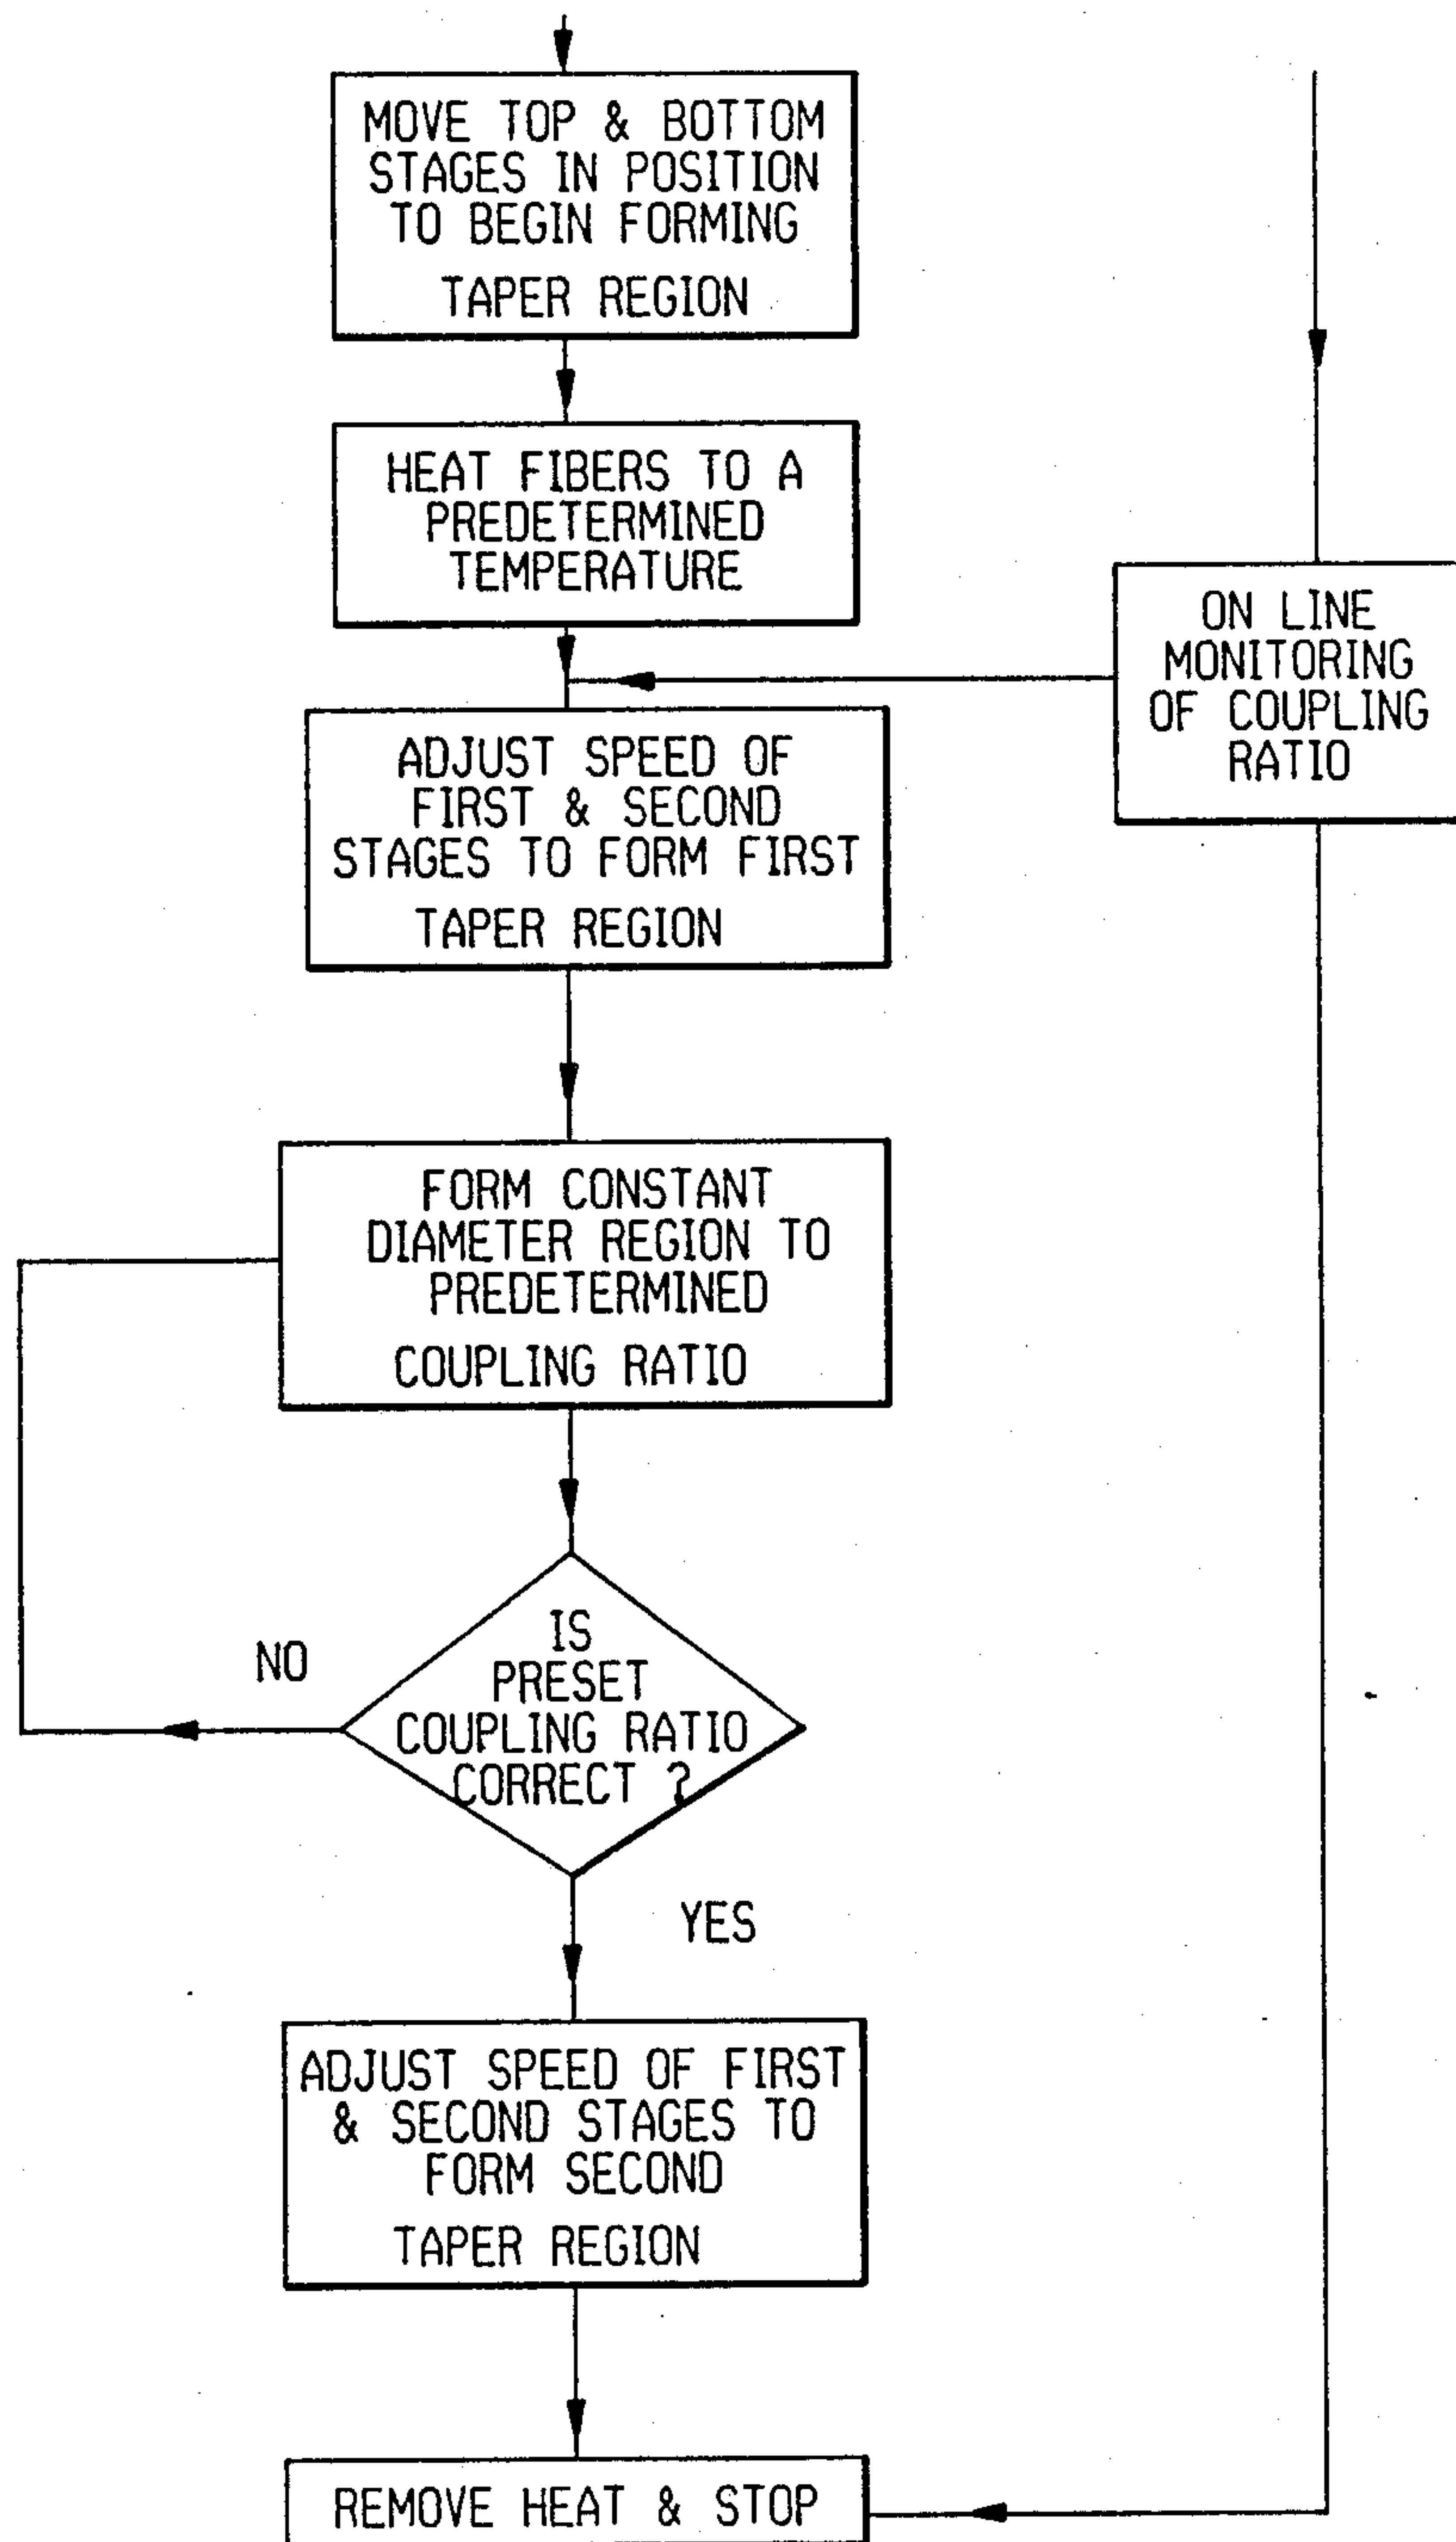 MOVE TOP & BOTTOM
STAGES IN POSITION
TO BEGIN FORMING
TAPER REGION
HEAT FIBERS TO A
PREDETERMINED
TEMPERATURE
ON LINE
MONITORING
OF COUPLING
RATIO
ADJUST SPEED OF
FIRST & SECOND
STAGES TO FORM FIRST
TAPER REGION
FORM CONSTANT
DIAMETER REGION TO
PREDETERMINED
COUPLING RATIO
IS
PRESET
COUPLING RATIO
CORRECT ?
NO
YES
ADJUST SPEED OF FIRST
& SECOND STAGES TO
FORM SECOND
TAPER REGION
REMOVE HEAT & STOP